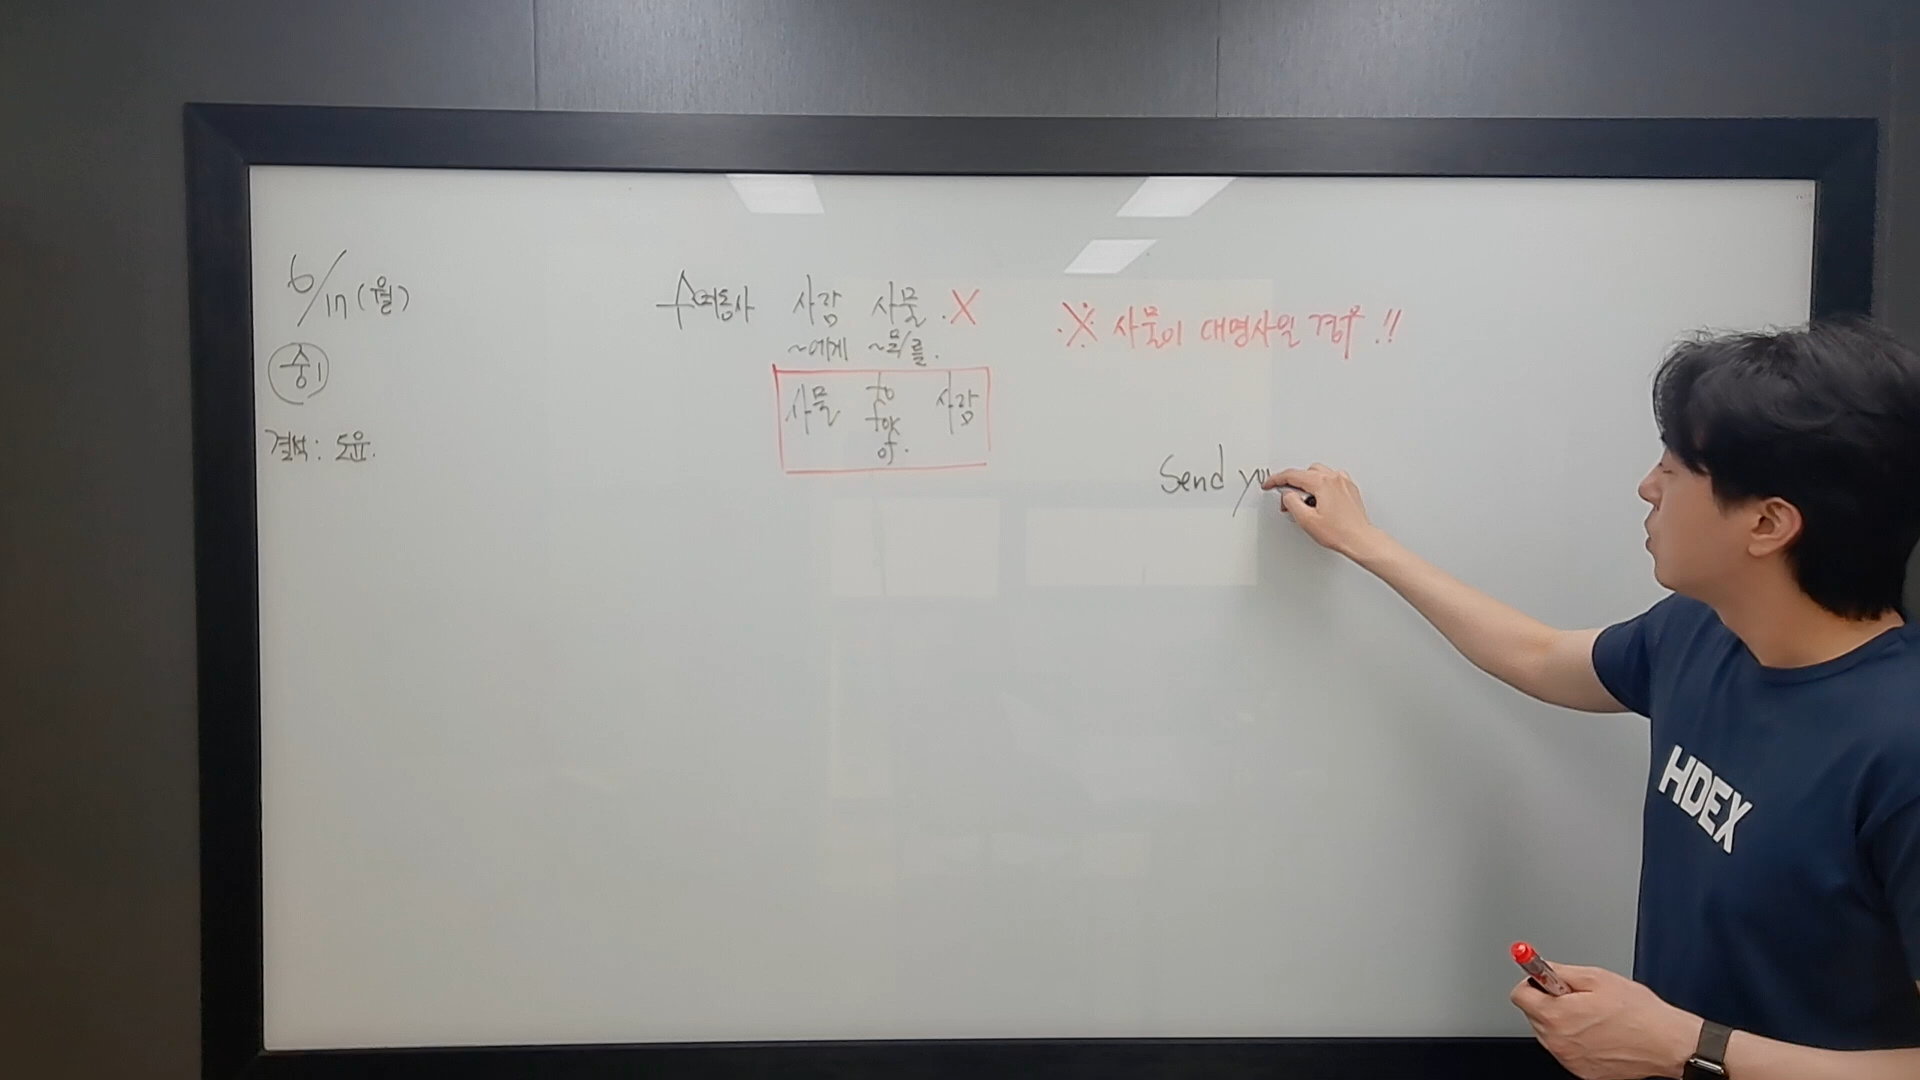 6/17(월)
중1
결석: 도윤.
수여동사 사람 사물. X
~에게 ~을/를.
사물 to 사람
for
of.
※ 사물이 대명사일 경우!!
Send you
HDEX